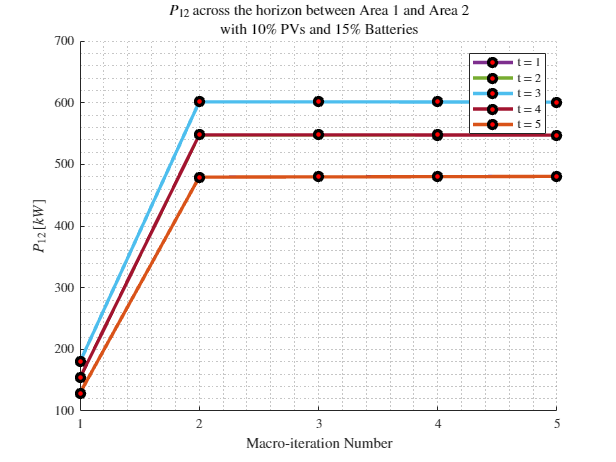 P12 across the horizon between Area 1 and Area 2
with 10% PVs and 15% Batteries
700
600
500
400
300
200
100
P12 [kW]
t = 1
t = 2
t = 3
t = 4
t = 5
1
2
3
4
5
Macro-iteration Number